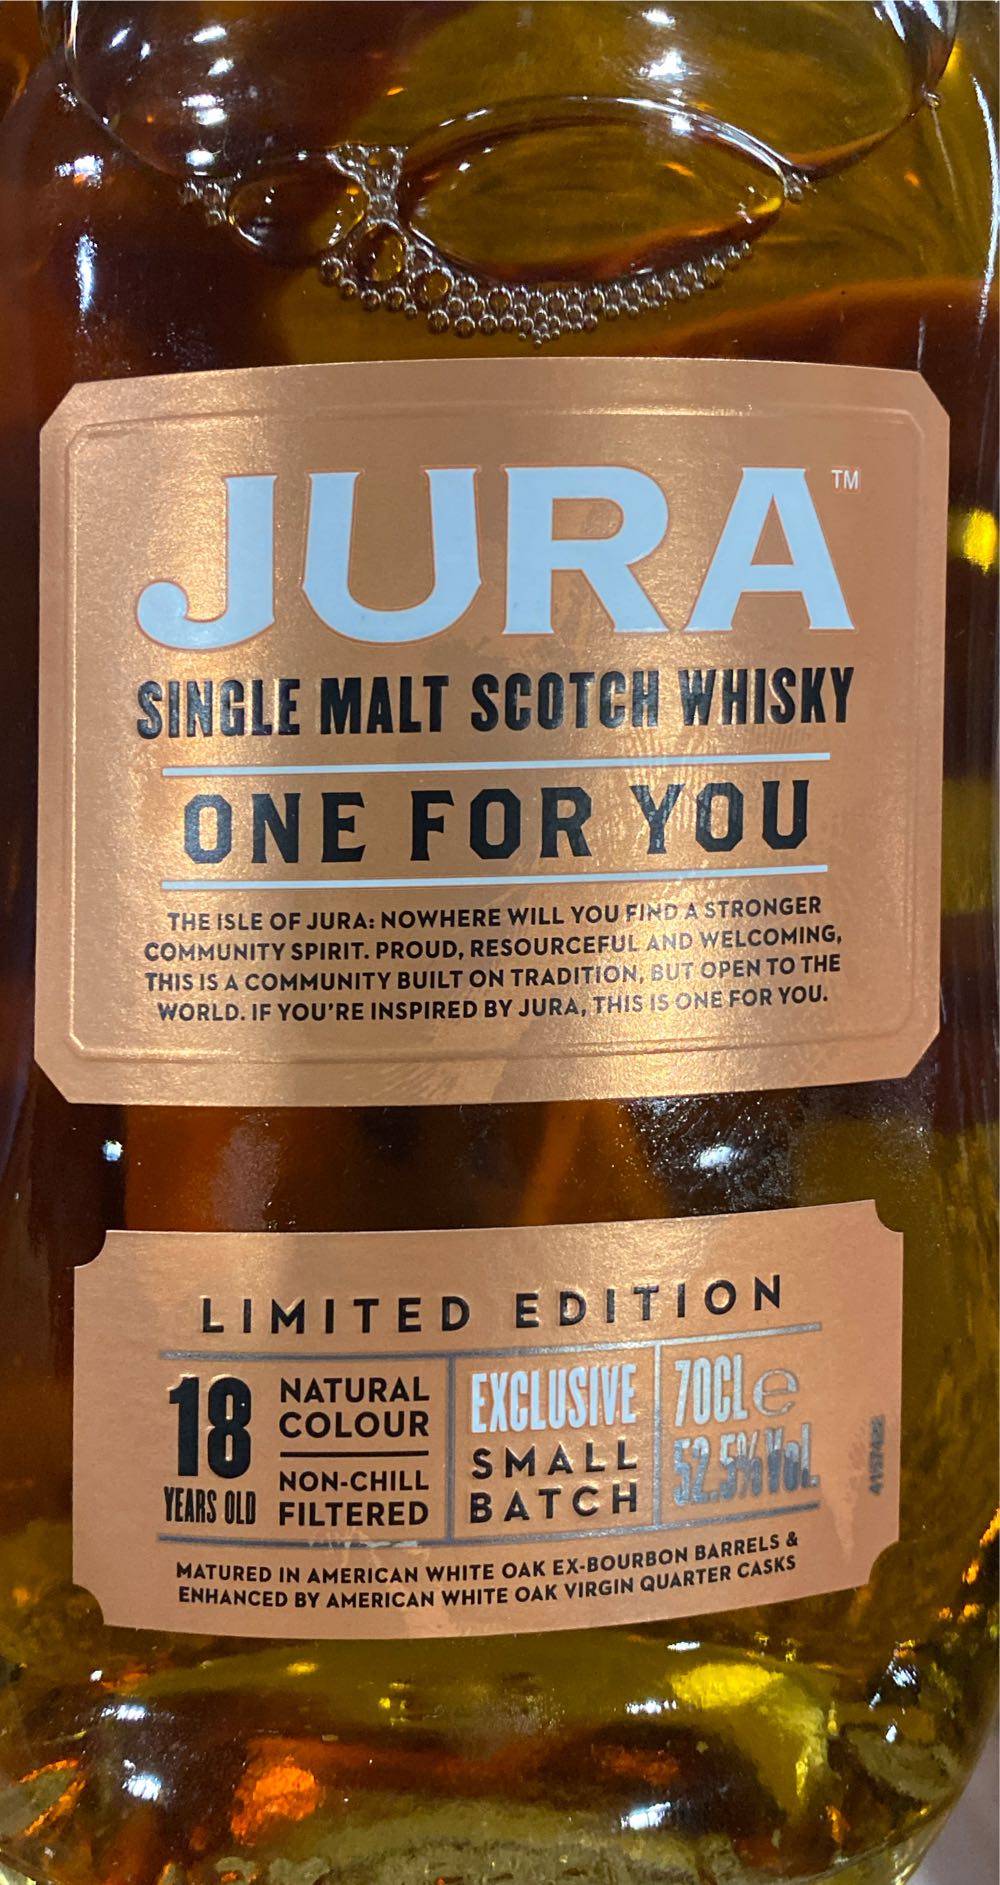 JURA™
SINGLE MALT SCOTCH WHISKY
ONE FOR YOU
THE ISLE OF JURA: NOWHERE WILL YOU FIND A STRONGER
COMMUNITY SPIRIT. PROUD, RESOURCEFUL AND WELCOMING,
THIS IS A COMMUNITY BUILT ON TRADITION, BUT OPEN TO THE
WORLD. IF YOU'RE INSPIRED BY JURA, THIS IS ONE FOR YOU.
LIMITED EDITION
18
YEARS OLD
NATURAL
COLOUR
NON-CHILL
FILTERED
EXCLUSIVE
SMALL
BATCH
70CL e
52.5% Vol.
MATURED IN AMERICAN WHITE OAK EX-BOURBON BARRELS &
ENHANCED BY AMERICAN WHITE OAK VIRGIN QUARTER CASKS